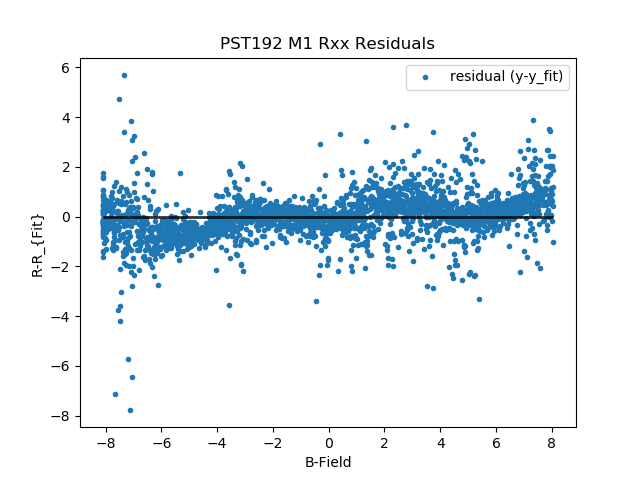 PST192 M1 Rxx Residuals
residual (y-y_fit)
R-R_{Fit}
6
4
2
0
−2
−4
−6
−8
−8 −6 −4 −2 0 2 4 6 8
B-Field